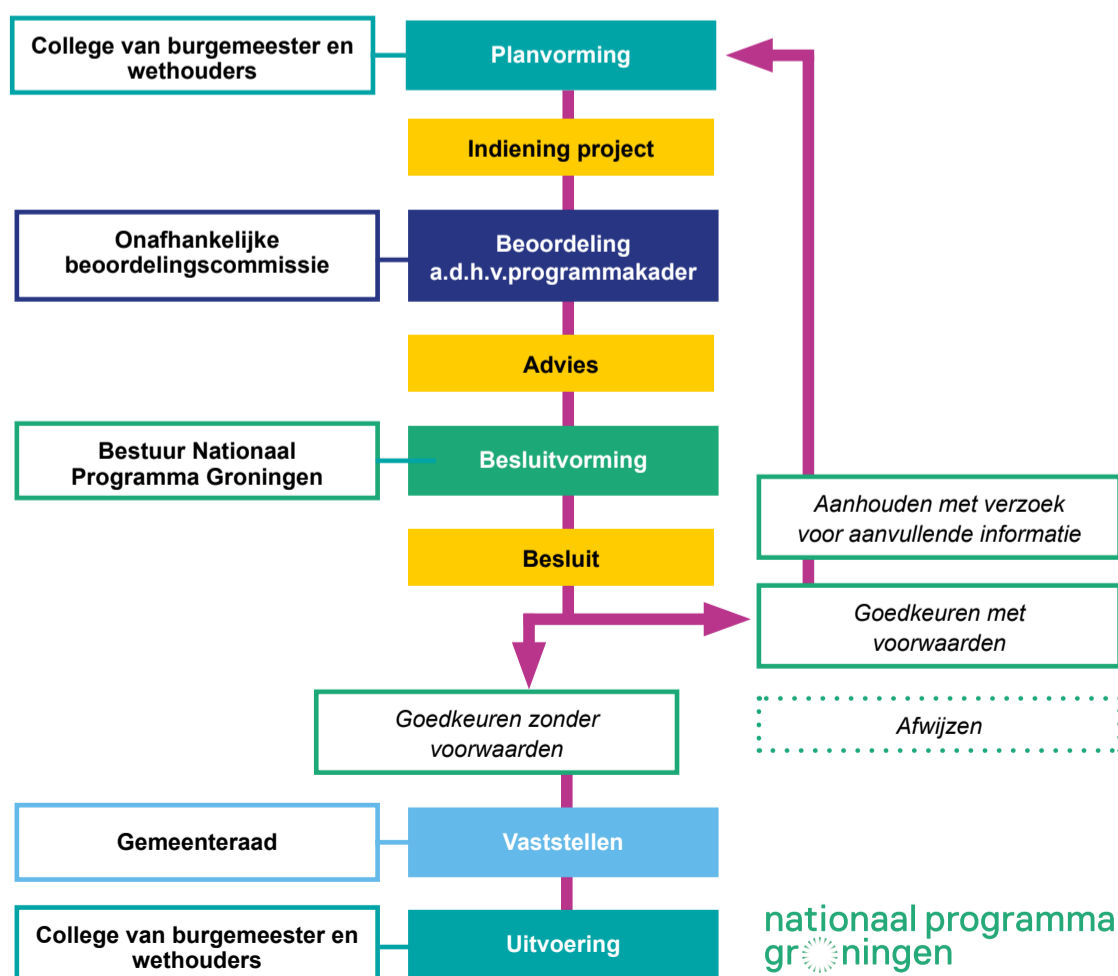 College van burgemeester en
wethouders
Planvorming
Indiening project
Onafhankelijke
beoordelingscommissie
Beoordeling
a.d.h.v.programmakader
Advies
Bestuur Nationaal
Programma Groningen
Besluitvorming
Aanhouden met verzoek
voor aanvullende informatie
Besluit
Goedkeuren met
voorwaarden
Goedkeuren zonder
voorwaarden
Afwijzen
Gemeenteraad
Vaststellen
College van burgemeester en
wethouders
Uitvoering
nationaal programma
groningen